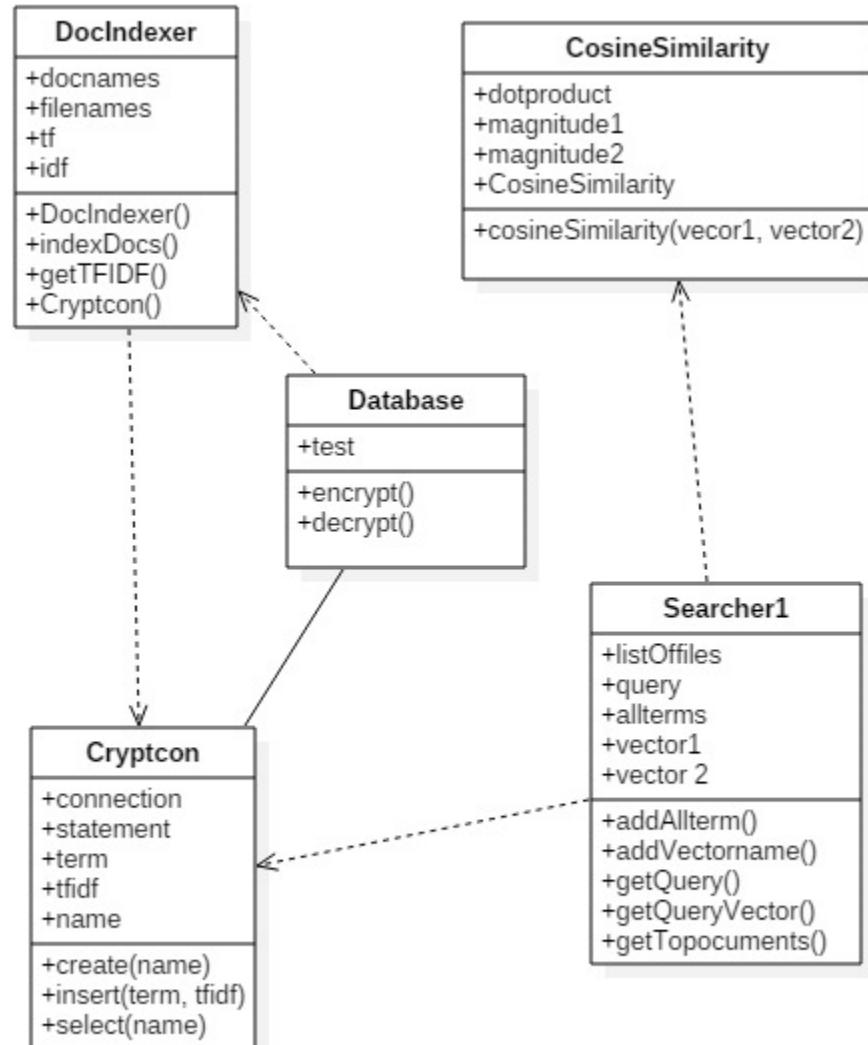 DocIndexer
+docnames
+filenames
+tf
+idf
+DocIndexer()
+indexDocs()
+getTFIDF()
+Cryptcon()
CosineSimilarity
+dotproduct
+magnitude1
+magnitude2
+CosineSimilarity
+cosineSimilarity(vecor1, vector2)
Database
+test
+encrypt()
+decrypt()
Searcher1
+listOffiles
+query
+allterms
+vector1
+vector 2
+addAllterm()
+addVectorname()
+getQuery()
+getQueryVector()
+getTopocuments()
Cryptcon
+connection
+statement
+term
+tfidf
+name
+create(name)
+insert(term, tfidf)
+select(name)